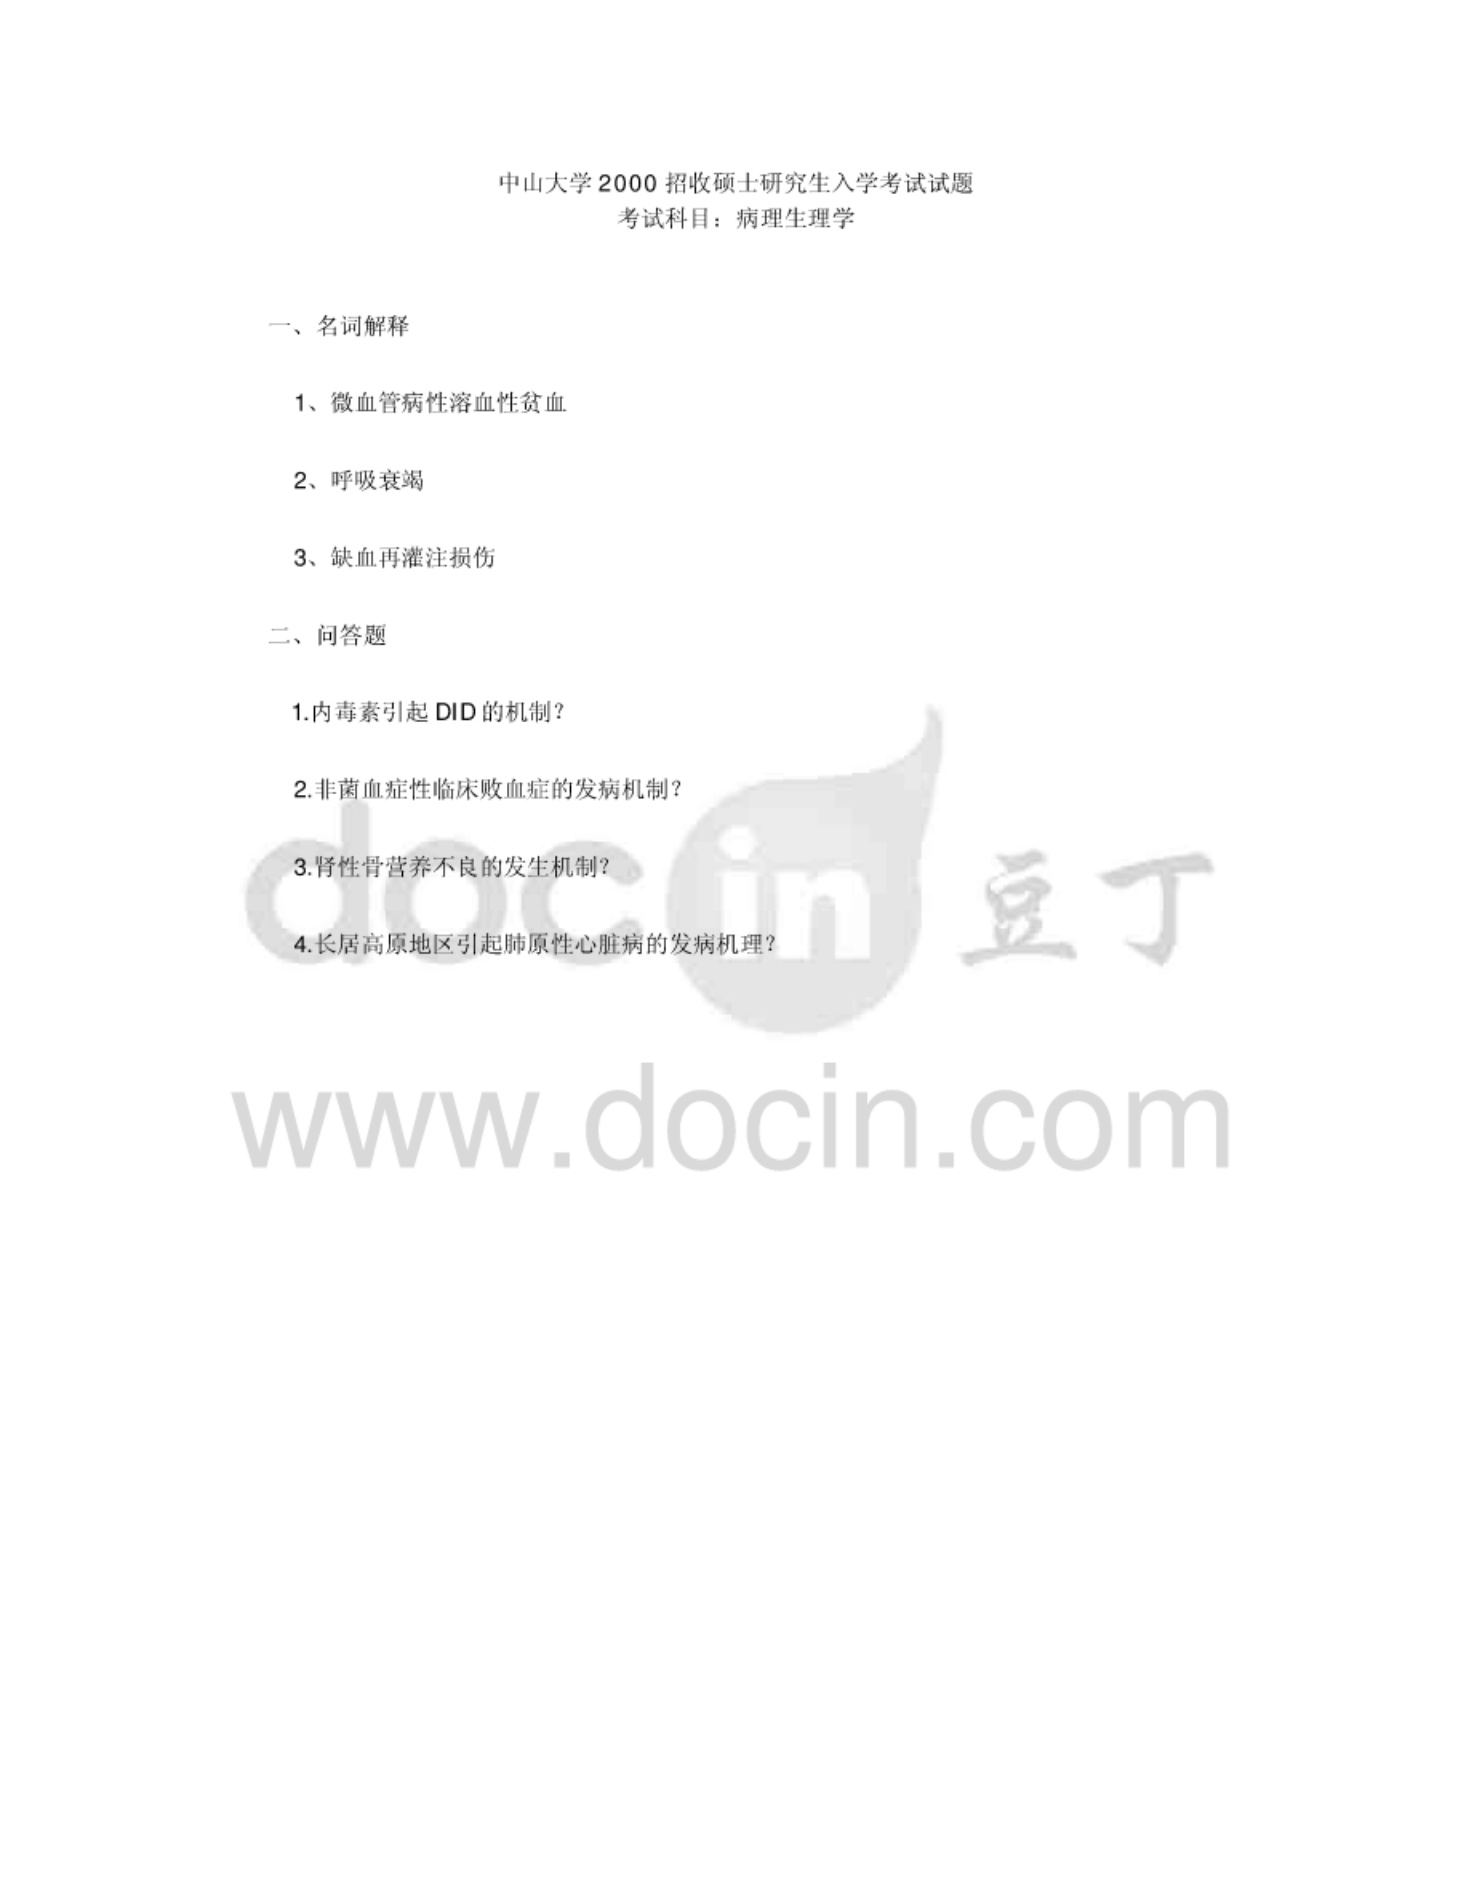 中山大学 2000 招收硕士研究生入学考试试题
考试科目：病理生理学
一、名词解释
1、微血管病性溶血性贫血
2、呼吸衰竭
3、缺血再灌注损伤
二、问答题
1.内毒素引起 DID 的机制？
2.非菌血症性临床败血症的发病机制？
3.肾性骨营养不良的发生机制？
4.长居高原地区引起肺原性心脏病的发病机理？
docin 豆丁
www.docin.com